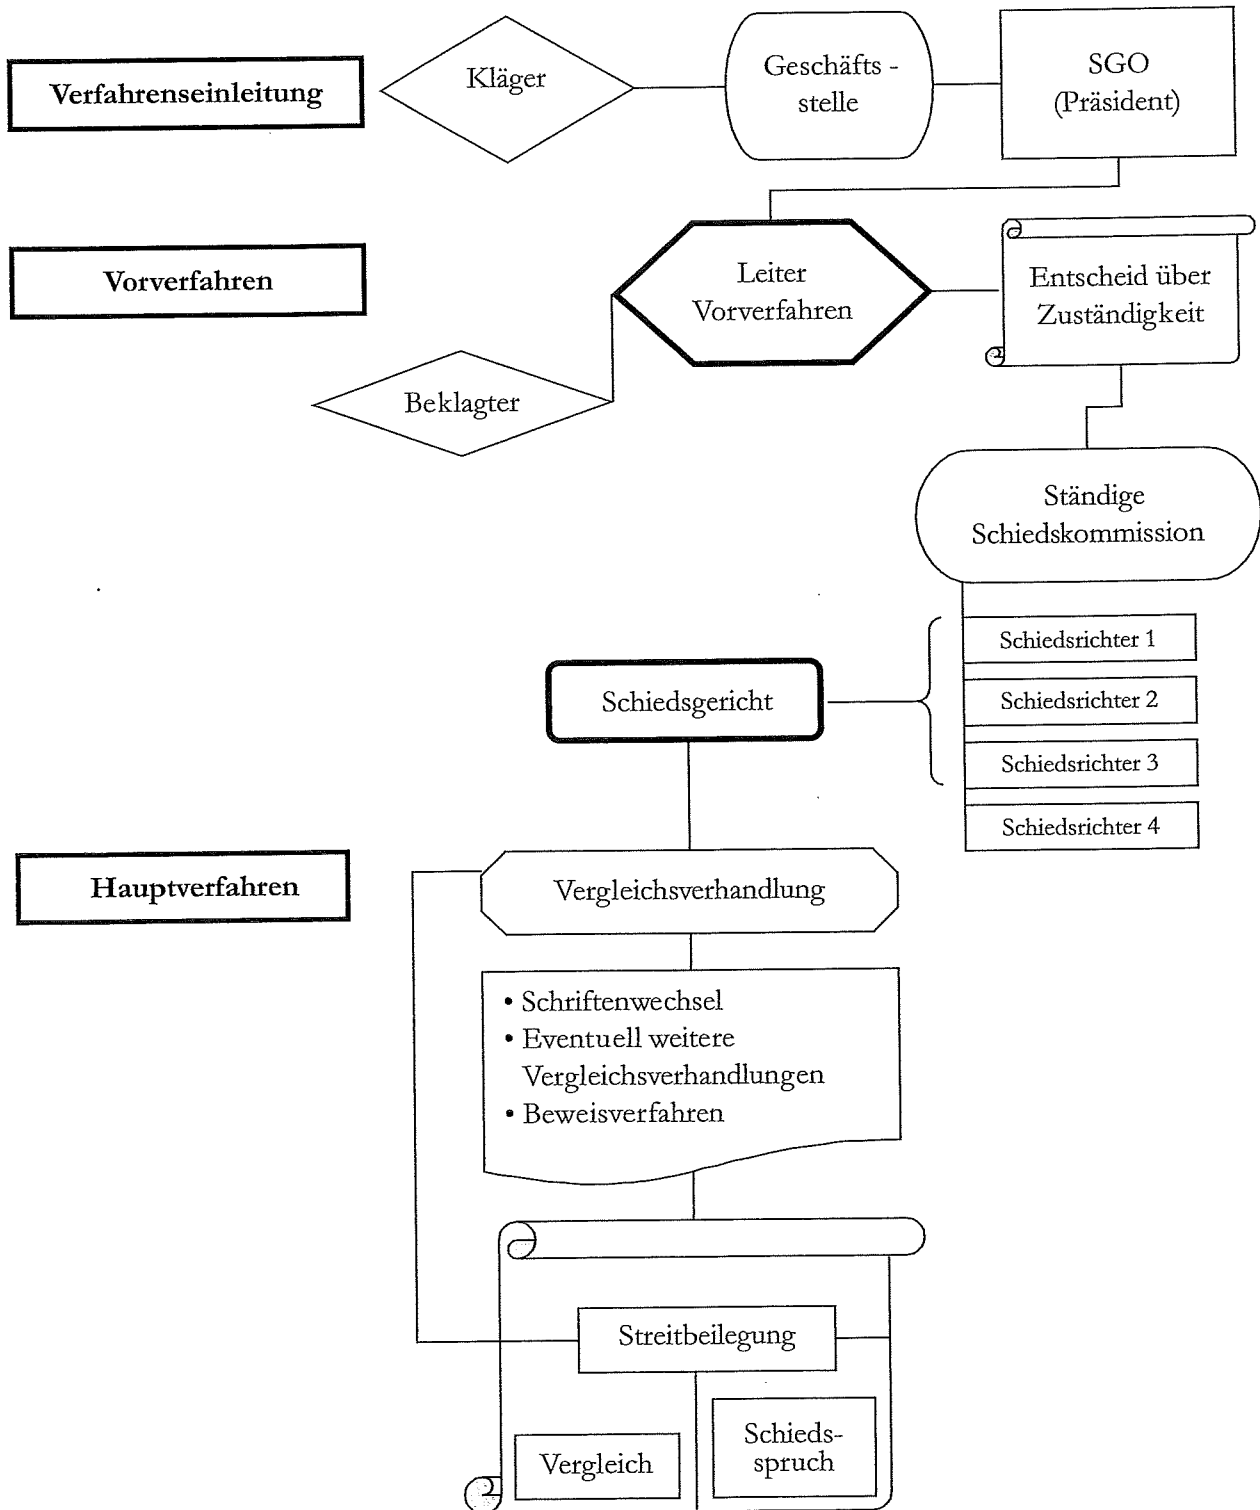 Verfahrenseinleitung
Kläger
Geschäfts -
stelle
SGO
(Präsident)
Vorverfahren
Leiter
Vorverfahren
Entscheid über
Zuständigkeit
Beklagter
Ständige
Schiedskommission
Schiedsrichter 1
Schiedsgericht
Schiedsrichter 2
Schiedsrichter 3
Schiedsrichter 4
Hauptverfahren
Vergleichsverhandlung
• Schriftenwechsel
• Eventuell weitere
Vergleichsverhandlungen
• Beweisverfahren
Streitbeilegung
Vergleich
Schieds-
spruch